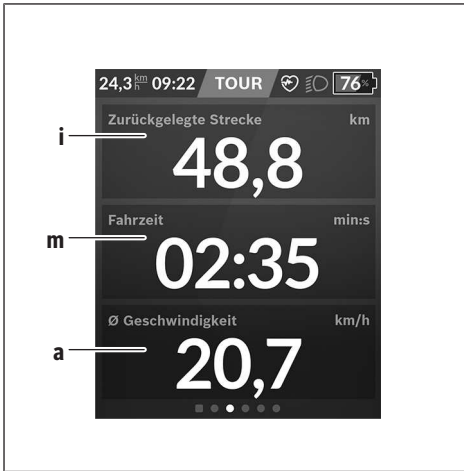 24,3 km/h 09:22 TOUR 76%
Zurückgelegte Strecke km
i
48,8
Fahrzeit min:s
m
02:35
Ø Geschwindigkeit km/h
a
20,7